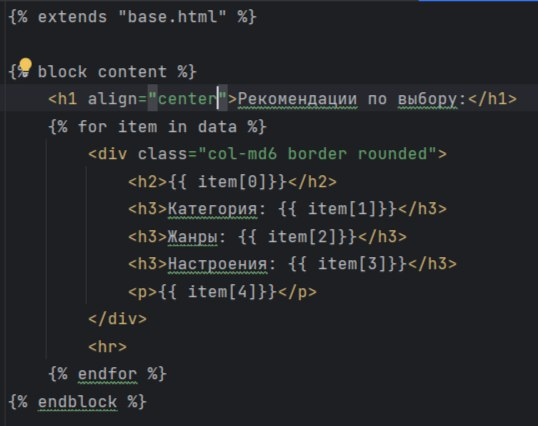 {% extends "base.html" %}
{% block content %}
<h1 align="center">Рекомендации по выбору:</h1>
{% for item in data %}
<div class="col-md6 border rounded">
<h2>{{ item[0]}}</h2>
<h3>Категория: {{ item[1]}}</h3>
<h3>Жанры: {{ item[2]}}</h3>
<h3>Настроения: {{ item[3]}}</h3>
<p>{{ item[4]}}</p>
</div>
<hr>
{% endfor %}
{% endblock %}